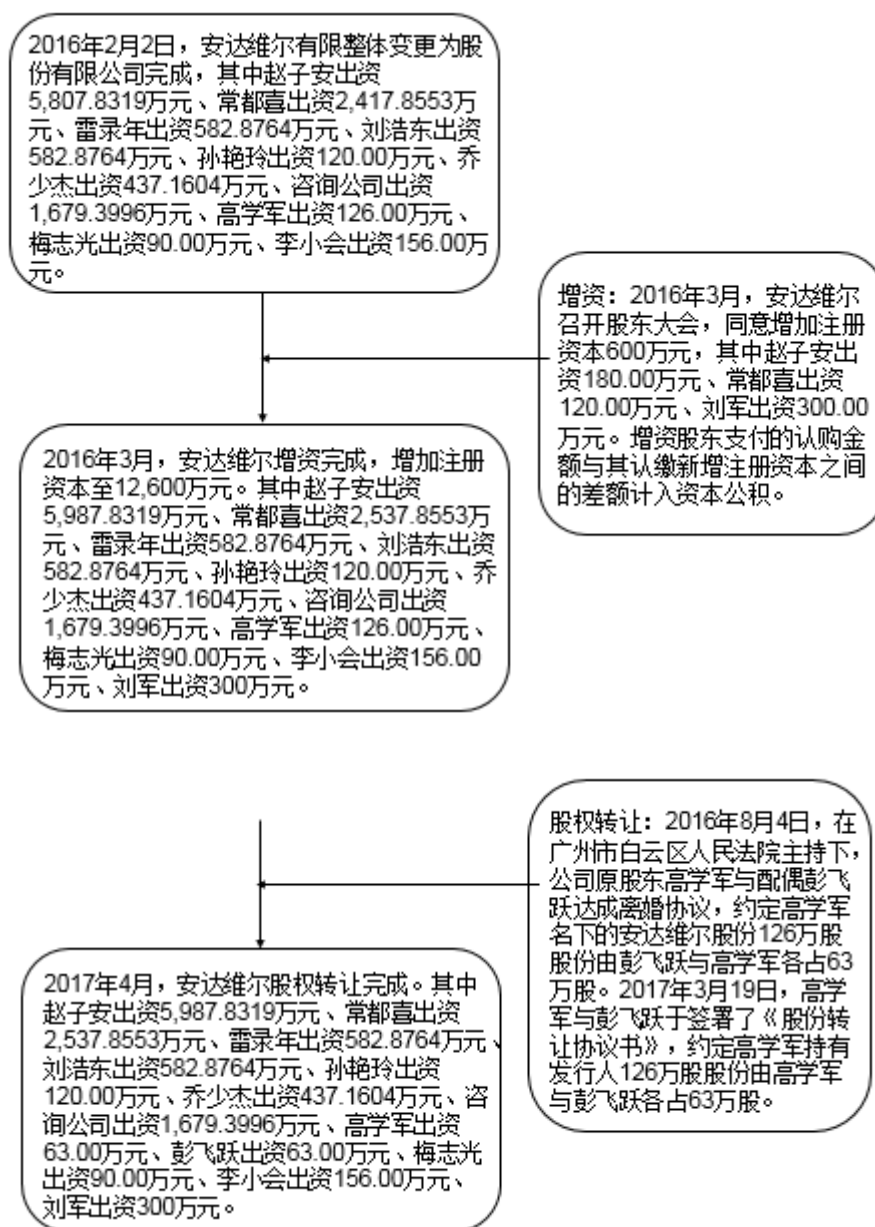 2016年2月2日，安达维尔有限整体变更为股
份有限公司完成，其中赵子安出资
5,807.8319万元、常都喜出资2,417.8553万
元、雷录年出资582.8764万元、刘浩东出资
582.8764万元、孙艳玲出资120.00万元、乔
少杰出资437.1604万元、咨询公司出资
1,679.3996万元、高学军出资126.00万元、
梅志光出资90.00万元、李小会出资156.00万
元。
增资：2016年3月，安达维尔
召开股东大会，同意增加注册
资本600万元，其中赵子安出
资180.00万元、常都喜出资
120.00万元、刘军出资300.00
万元。增资股东支付的认购金
额与其认缴新增注册资本之间
的差额计入资本公积。
2016年3月，安达维尔增资完成，增加注册
资本至12,600万元。其中赵子安出资
5,987.8319万元、常都喜出资2,537.8553万
元、雷录年出资582.8764万元、刘浩东出资
582.8764万元、孙艳玲出资120.00万元、乔
少杰出资437.1604万元、咨询公司出资
1,679.3996万元、高学军出资126.00万元、
梅志光出资90.00万元、李小会出资156.00
万元、刘军出资300万元。
股权转让：2016年8月4日，在
广州市白云区人民法院主持下，
公司原股东高学军与配偶彭飞
跃达成离婚协议，约定高学军
名下的安达维尔股份126万股
股份由彭飞跃与高学军各占63
万股。2017年3月19日，高学
军与彭飞跃于签署了《股份转
让协议书》，约定高学军持有
发行人126万股股份由高学军
与彭飞跃各占63万股。
2017年4月，安达维尔股权转让完成。其中
赵子安出资5,987.8319万元、常都喜出资
2,537.8553万元、雷录年出资582.8764万元、
刘浩东出资582.8764万元、孙艳玲出资
120.00万元、乔少杰出资437.1604万元、咨
询公司出资1,679.3996万元、高学军出资
63.00万元、彭飞跃出资63.00万元、梅志光
出资90.00万元、李小会出资156.00万元、
刘军出资300万元。